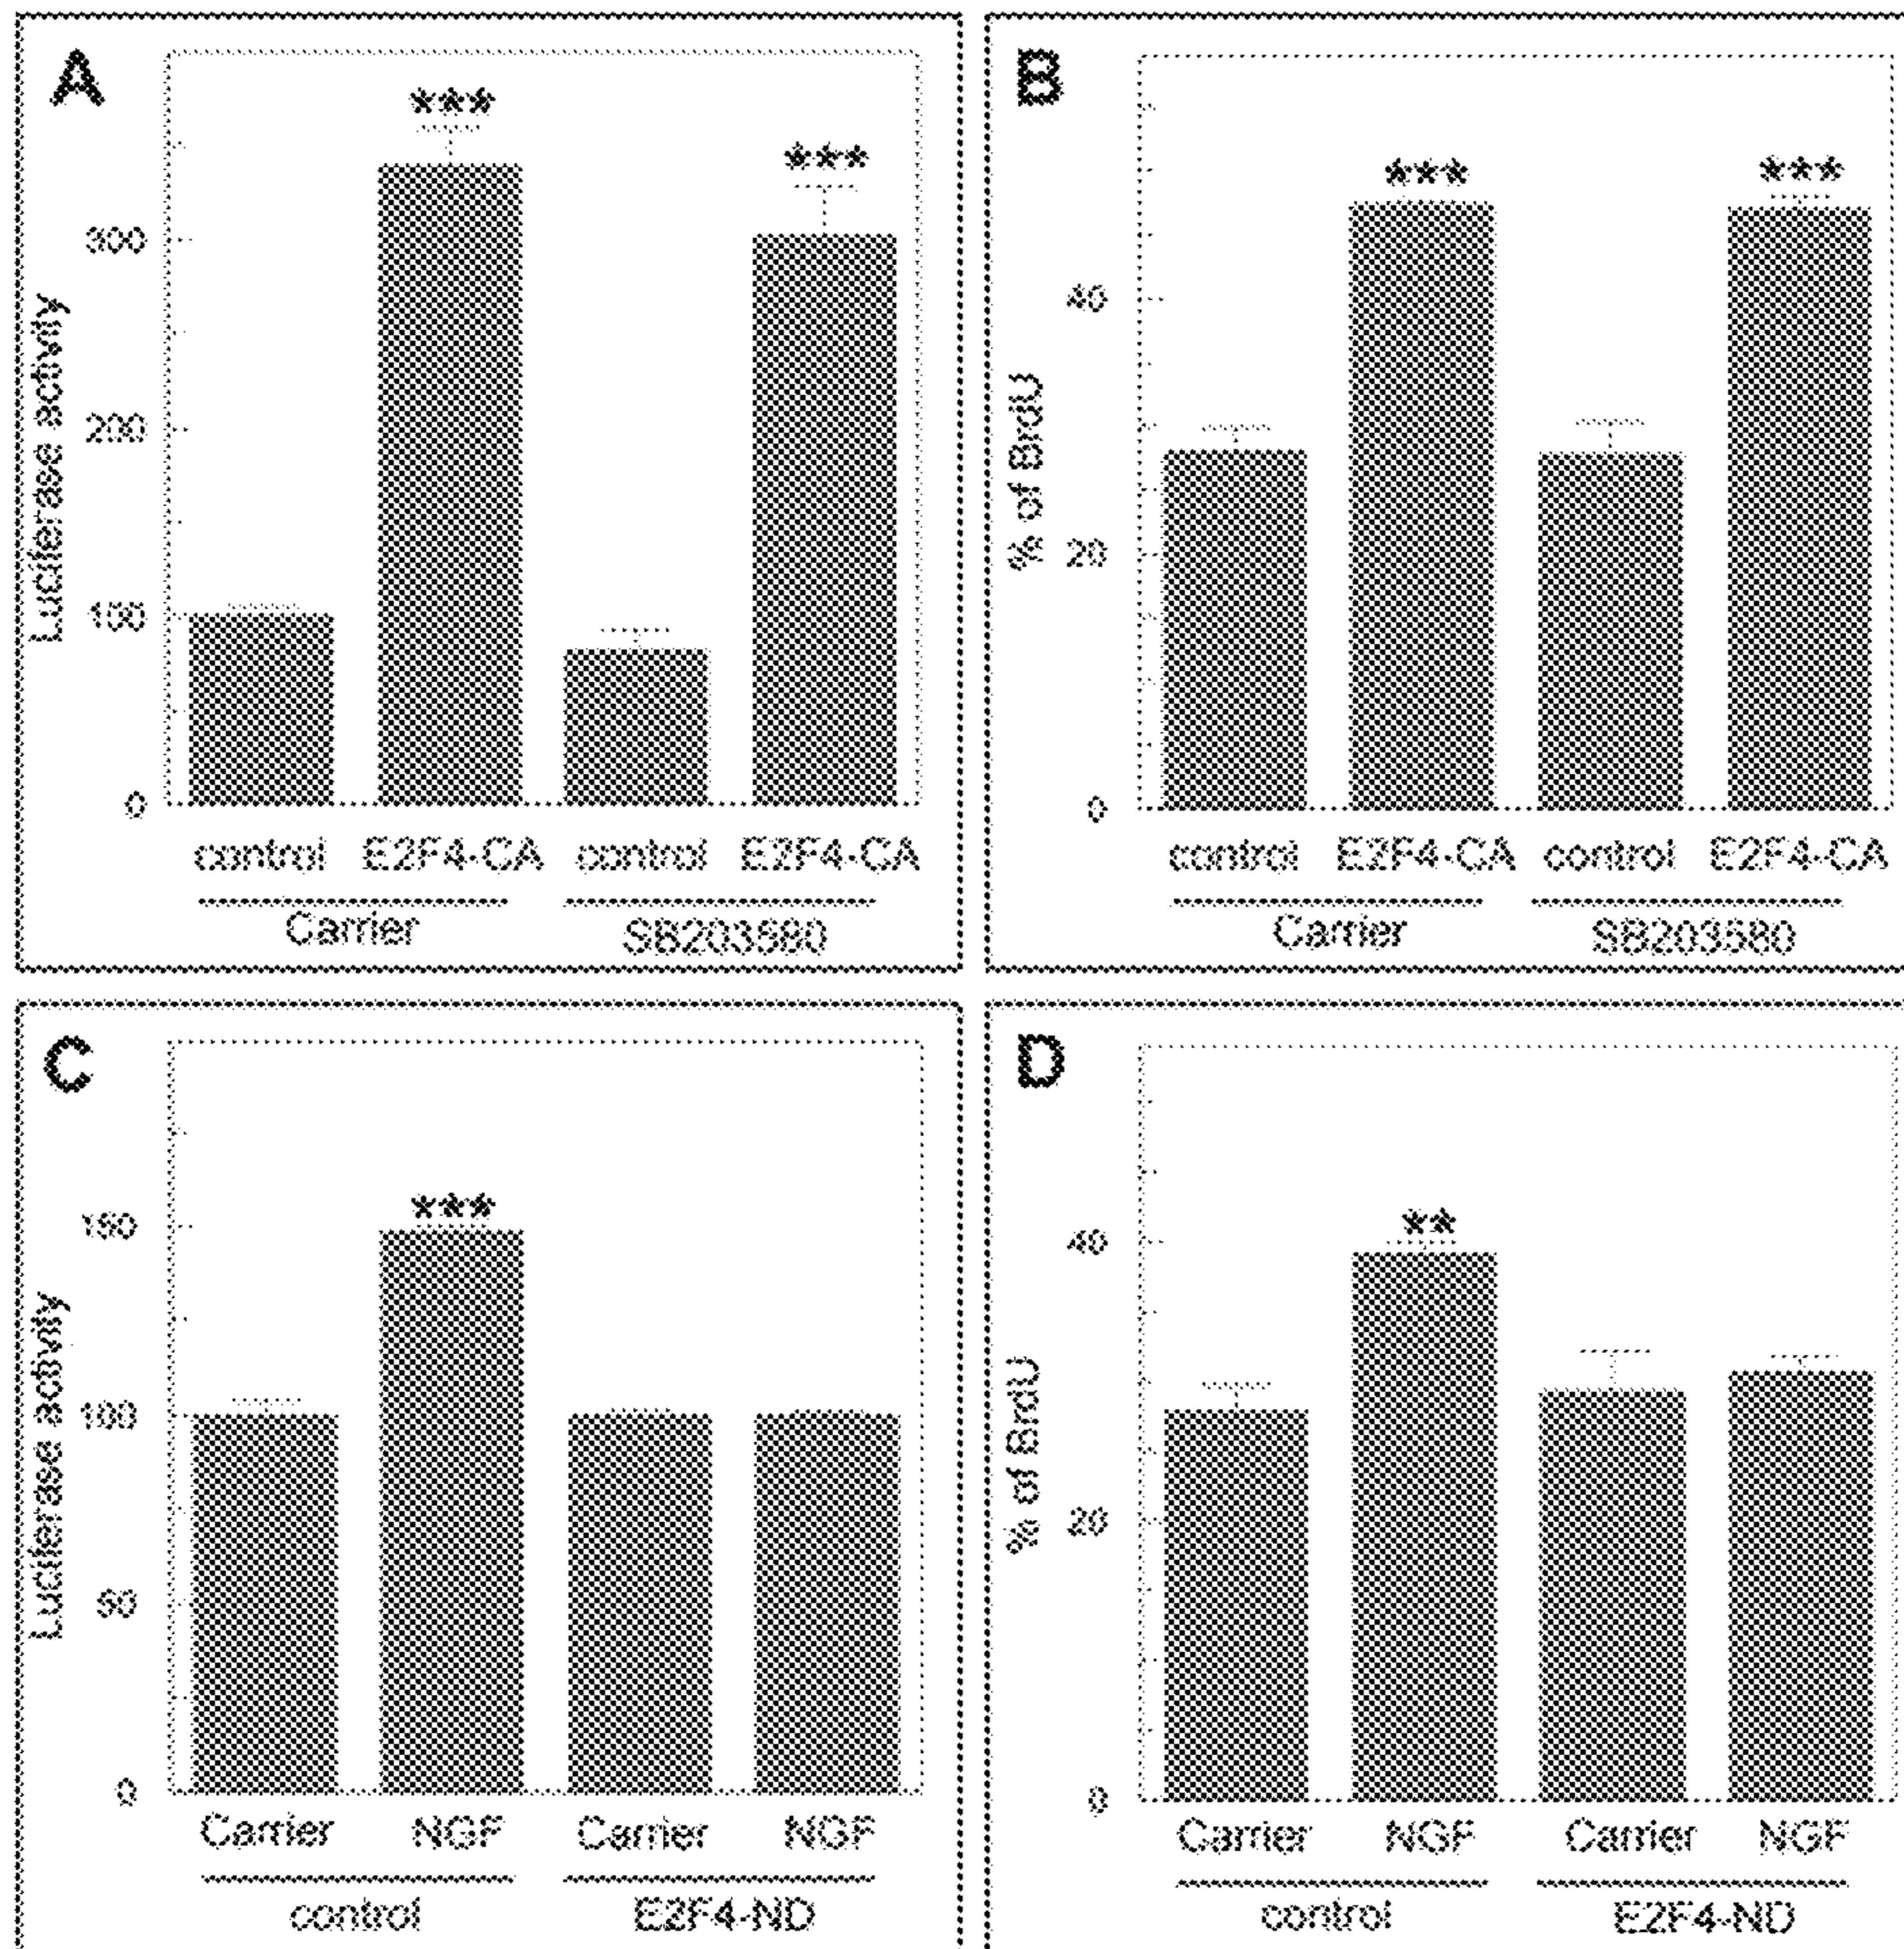 A
***
***
300
200
100
0
Luciferase activity
control E2F4-CA control E2F4-CA
Carrier SB203580
B
***
***
40
20
0
% of BrdU
control E2F4-CA control E2F4-CA
Carrier SB203580
C
***
150
100
50
0
Luciferase activity
Carrier NGF Carrier NGF
control E2F4-ND
D
**
40
20
0
% of BrdU
Carrier NGF Carrier NGF
control E2F4-ND